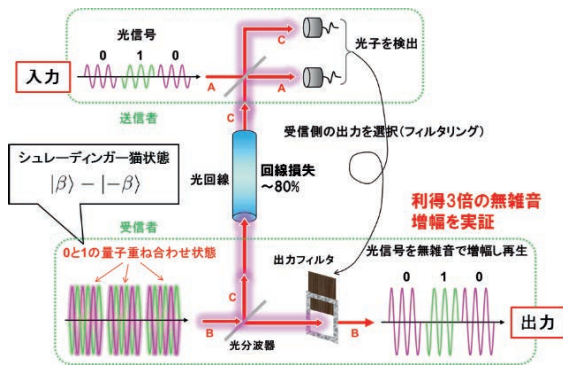 光信号
0 1 0
入力
A
C
A
光子を検出
送信者
C
受信側の出力を選択(フィルタリング)
シュレーディンガー猫状態
|β⟩ − |−β⟩
光回線
回線損失
~80%
利得3倍の無雑音
増幅を実証
受信者
0と1の量子重ね合わせ状態
出力フィルタ
光信号を無雑音で増幅し再生
0 1 0
C
B
B
光分波器
出力